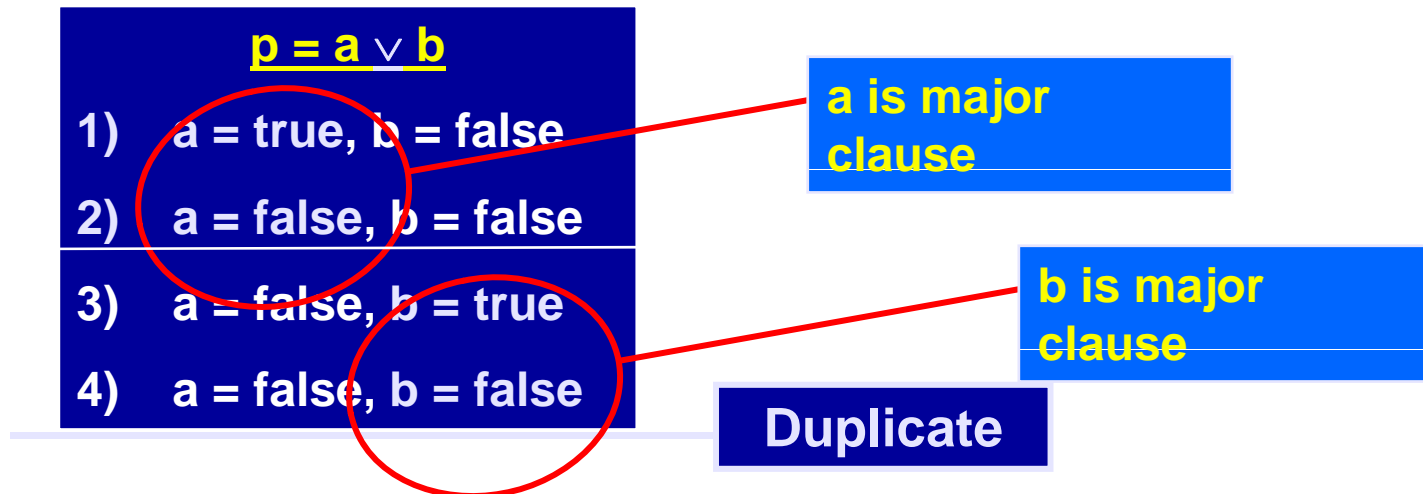 p = a ∨ b
1) a = true, b = false
2) a = false, b = false
3) a = false, b = true
4) a = false, b = false
a is major
clause
b is major
clause
Duplicate